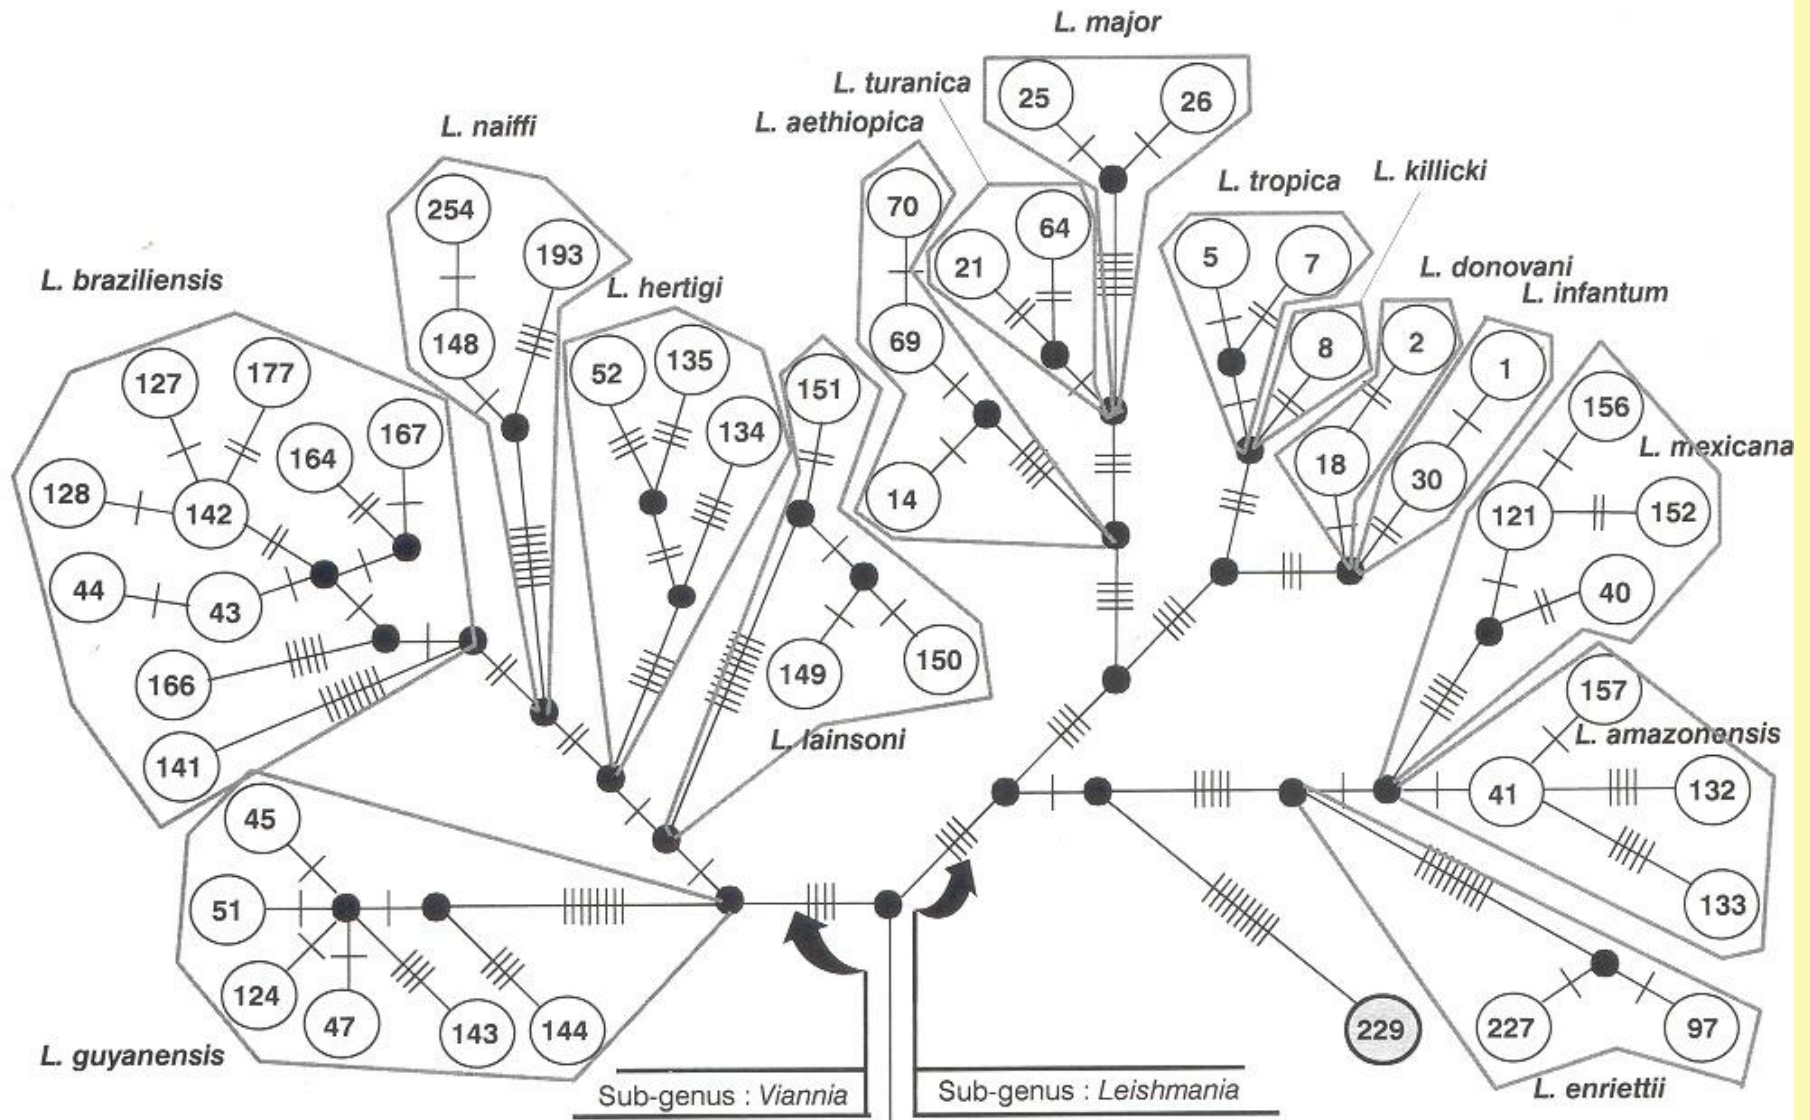 L. major
L. turanica
25
26
L. aethiopica
L. naiffi
L. killicki
L. tropica
70
254
64
193
5
7
21
L. donovani
L. braziliensis
L. hertigi
L. infantum
148
69
8
2
127
177
52
135
151
1
134
156
167
164
L. mexicana
128
142
14
18
30
121
152
44
43
40
166
149
150
157
141
L. lainsoni
L. amazonensis
41
132
45
51
133
124
47
143
144
229
227
97
L. guyanensis
Sub-genus : Viannia
Sub-genus : Leishmania
L. enriettii